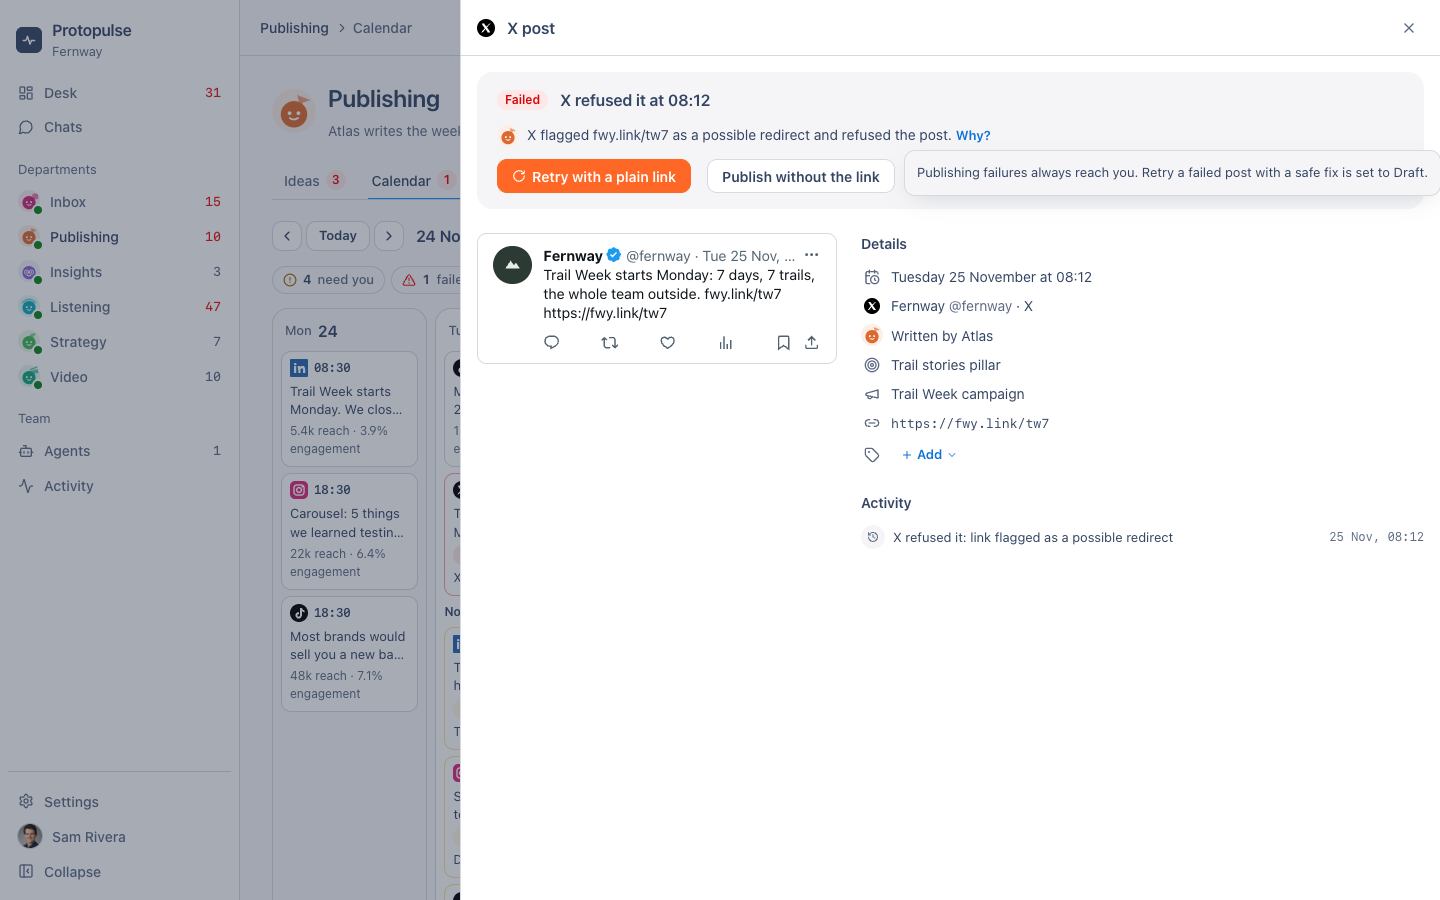 Protopulse
Fernway
Desk 31
Chats
Departments
Inbox 15
Publishing 10
Insights 3
Listening 47
Strategy 7
Video 10
Team
Agents 1
Activity
Settings
Sam Rivera
Collapse
Publishing > Calendar
Publishing
Atlas writes the week
Ideas 3
Calendar 1
Today
24 No
4 need you
1 faile
Mon 24
08:30
Trail Week starts
Monday. We clos...
5.4k reach · 3.9%
engagement
18:30
Carousel: 5 things
we learned testin...
22k reach · 6.4%
engagement
18:30
Most brands would
sell you a new ba...
48k reach · 7.1%
engagement
Tu
No
X post
Failed X refused it at 08:12
X flagged fwy.link/tw7 as a possible redirect and refused the post. Why?
Retry with a plain link
Publish without the link
Publishing failures always reach you. Retry a failed post with a safe fix is set to Draft.
Fernway @fernway · Tue 25 Nov, ...
Trail Week starts Monday: 7 days, 7 trails,
the whole team outside. fwy.link/tw7
https://fwy.link/tw7
Details
Tuesday 25 November at 08:12
Fernway @fernway · X
Written by Atlas
Trail stories pillar
Trail Week campaign
https://fwy.link/tw7
+ Add
Activity
X refused it: link flagged as a possible redirect 25 Nov, 08:12